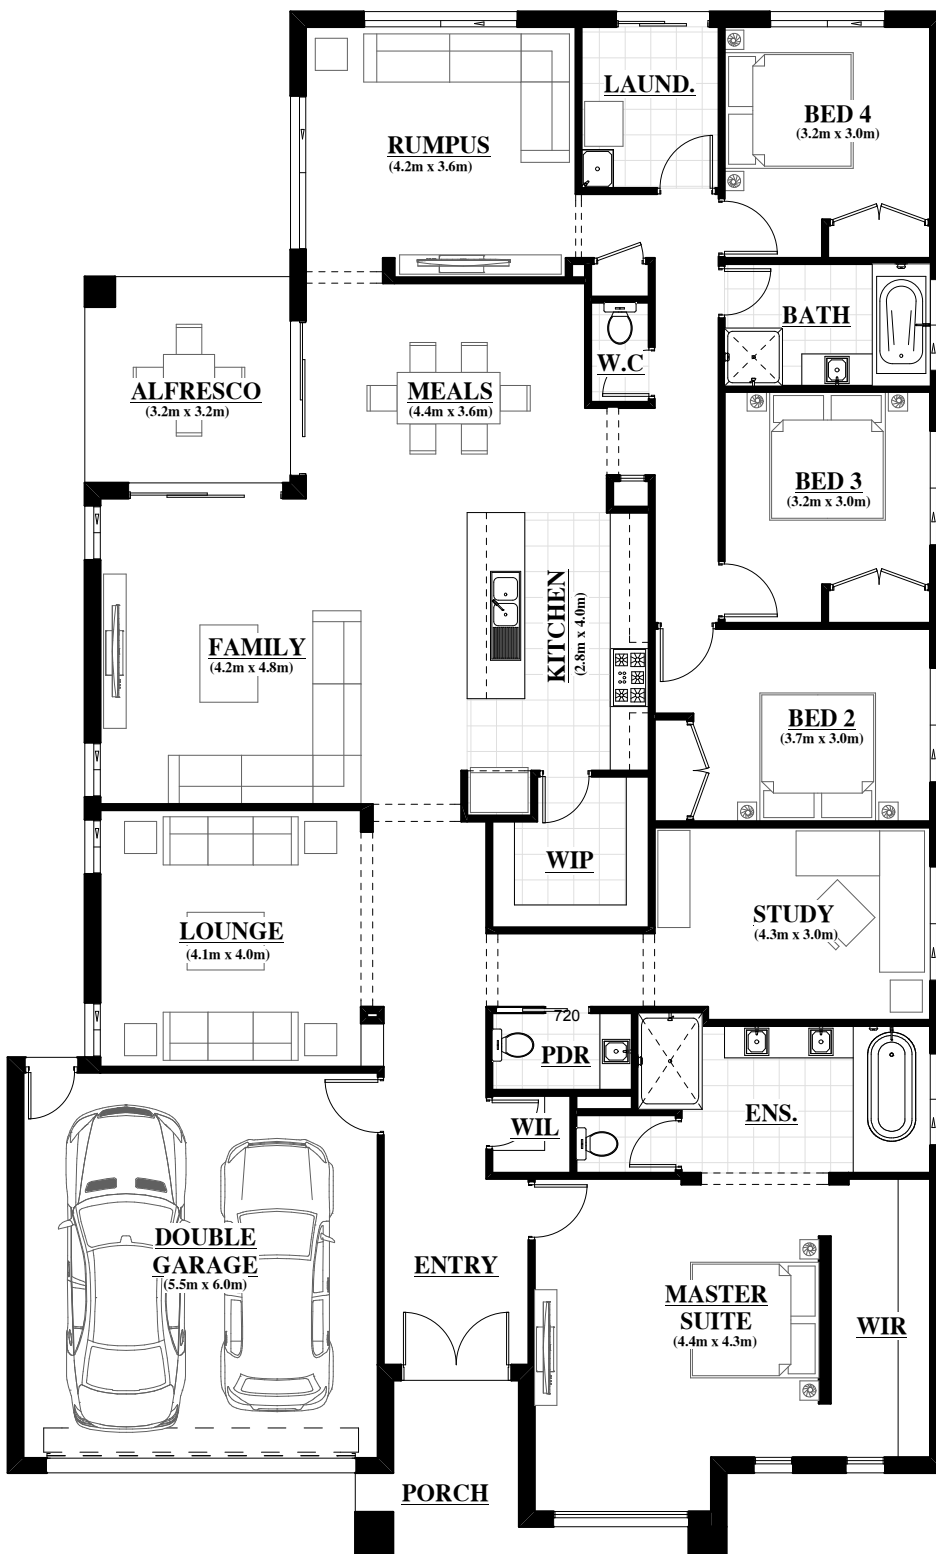 LAUND.
BED 4
(3.2m x 3.0m)
RUMPUS
(4.2m x 3.6m)
BATH
W.C
ALFRESCO
(3.2m x 3.2m)
MEALS
(4.4m x 3.6m)
BED 3
(3.2m x 3.0m)
KITCHEN
(2.8m x 4.0m)
FAMILY
(4.2m x 4.8m)
BED 2
(3.7m x 3.0m)
WIP
STUDY
(4.3m x 3.0m)
LOUNGE
(4.1m x 4.0m)
720
PDR
ENS.
WIL
DOUBLE
GARAGE
(5.5m x 6.0m)
ENTRY
MASTER
SUITE
(4.4m x 4.3m)
WIR
PORCH